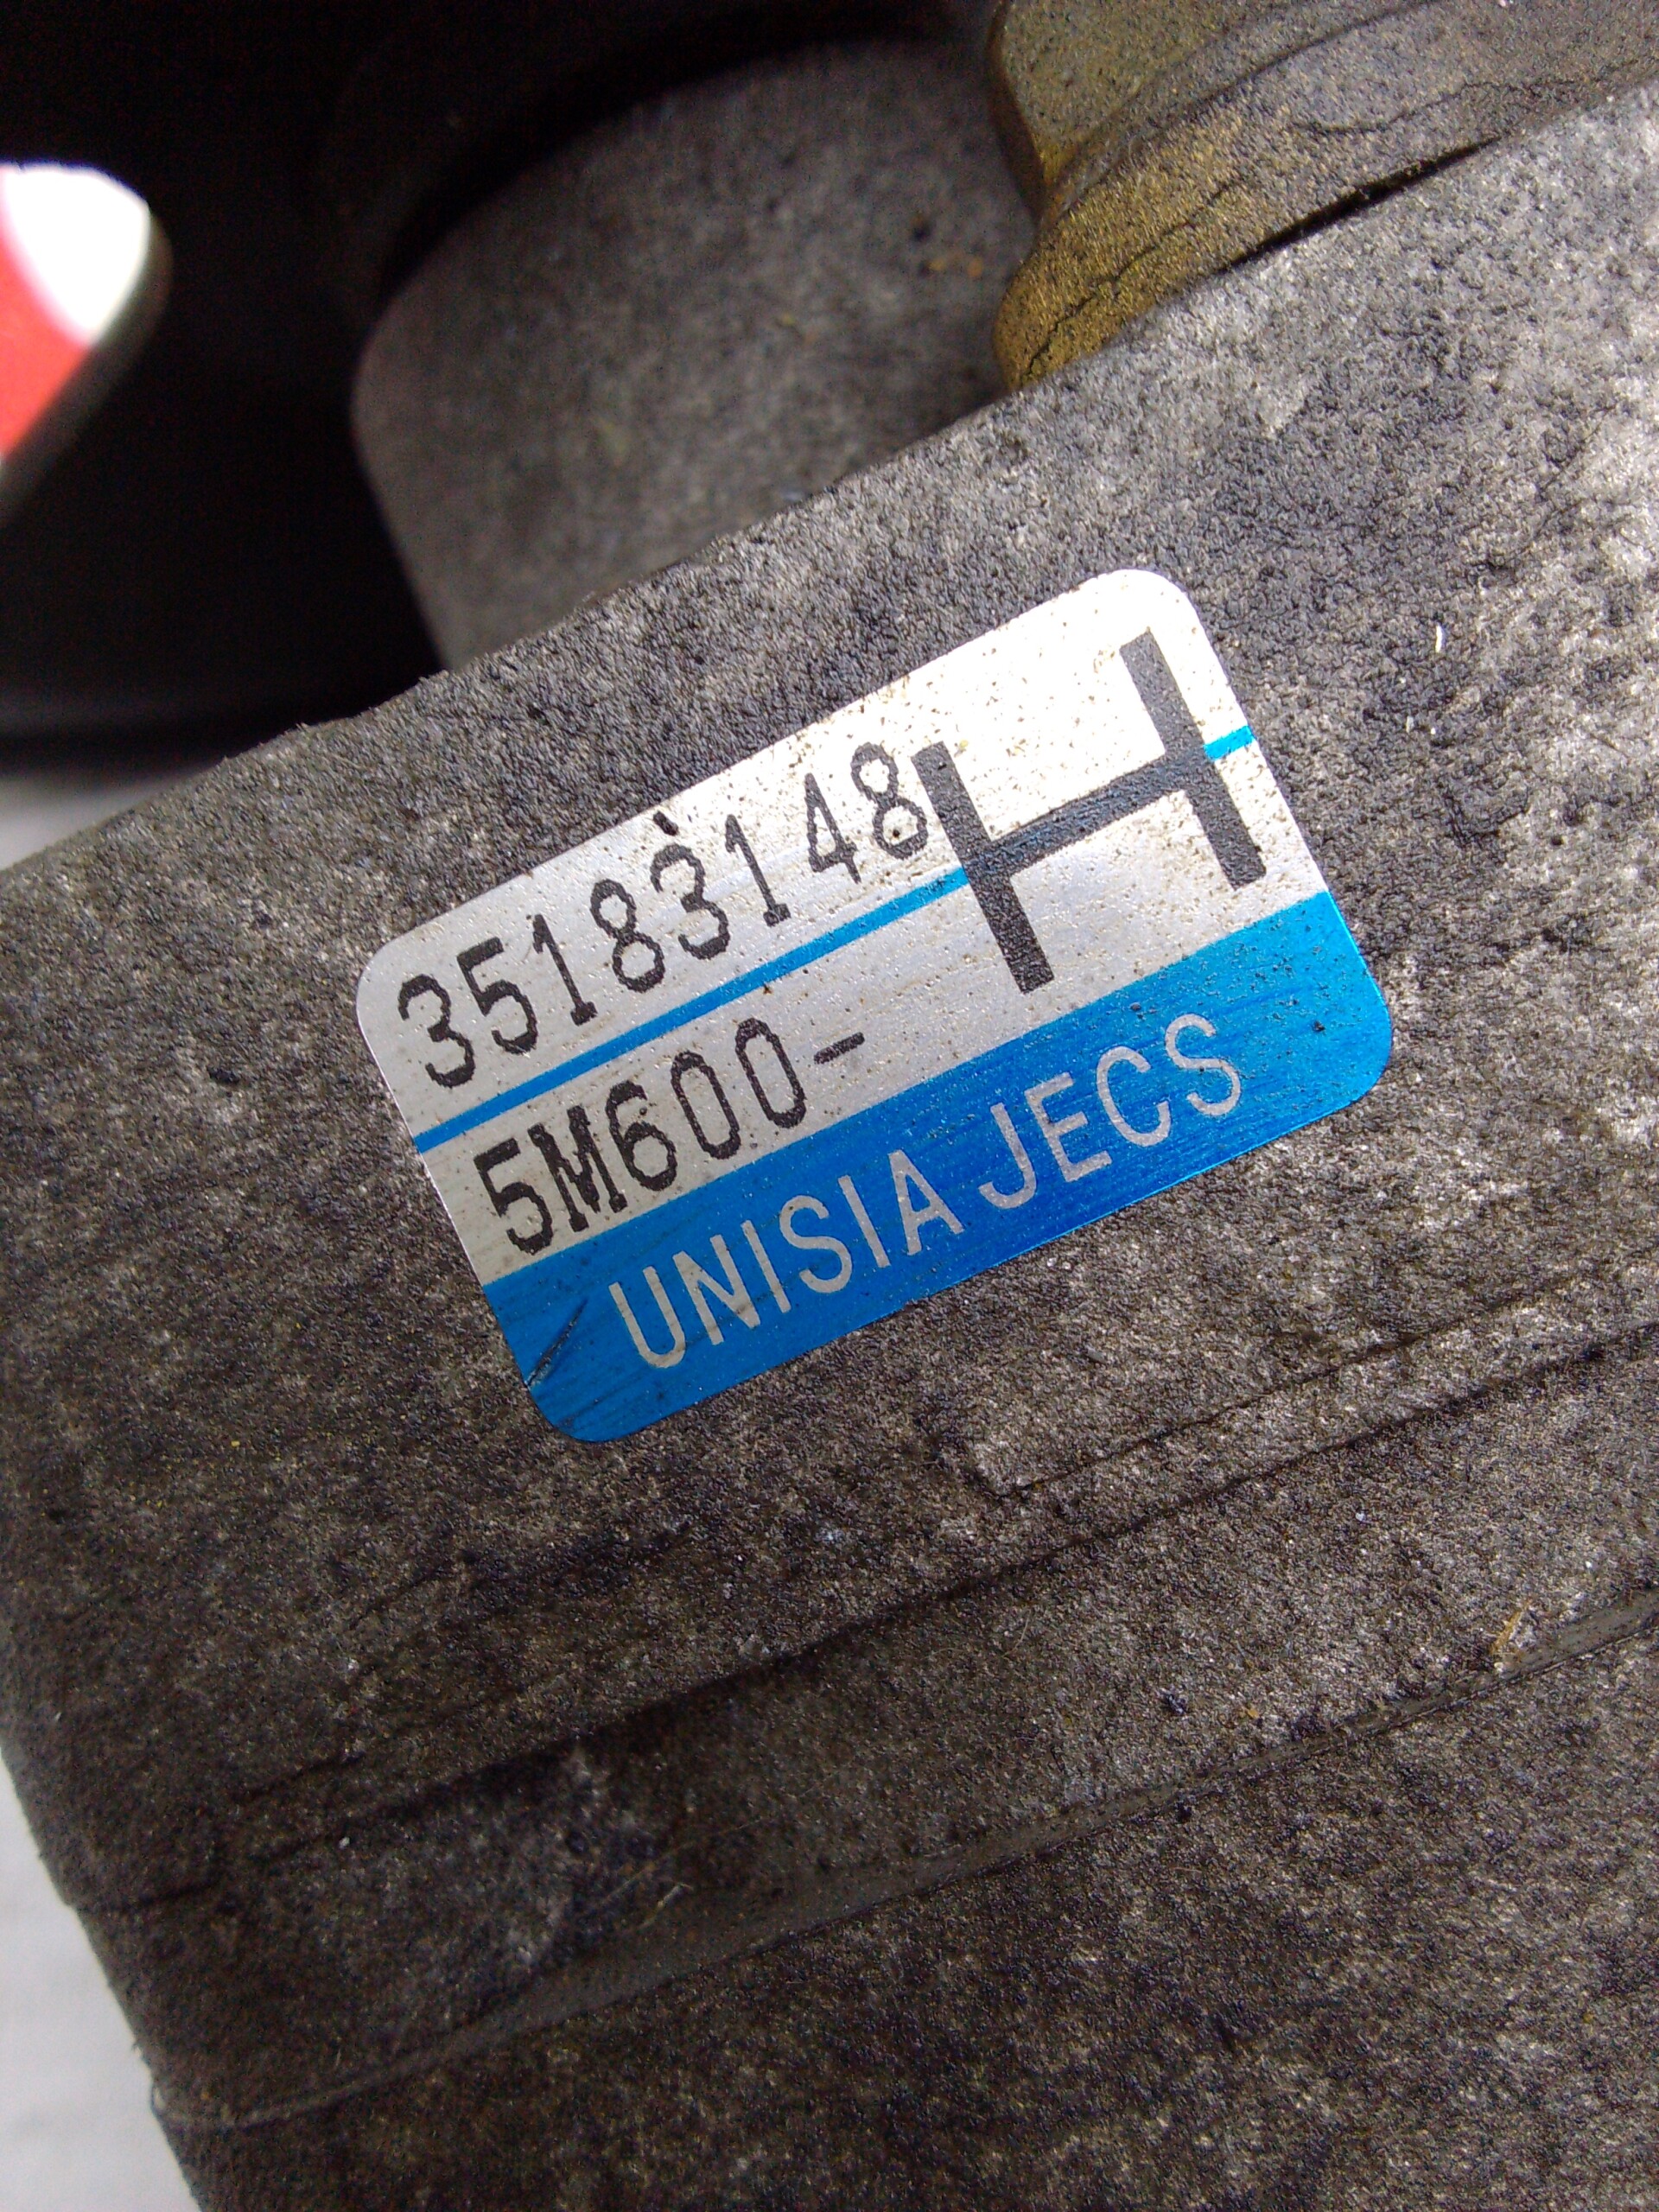 35183148
H
5M600-
UNISIA JECS